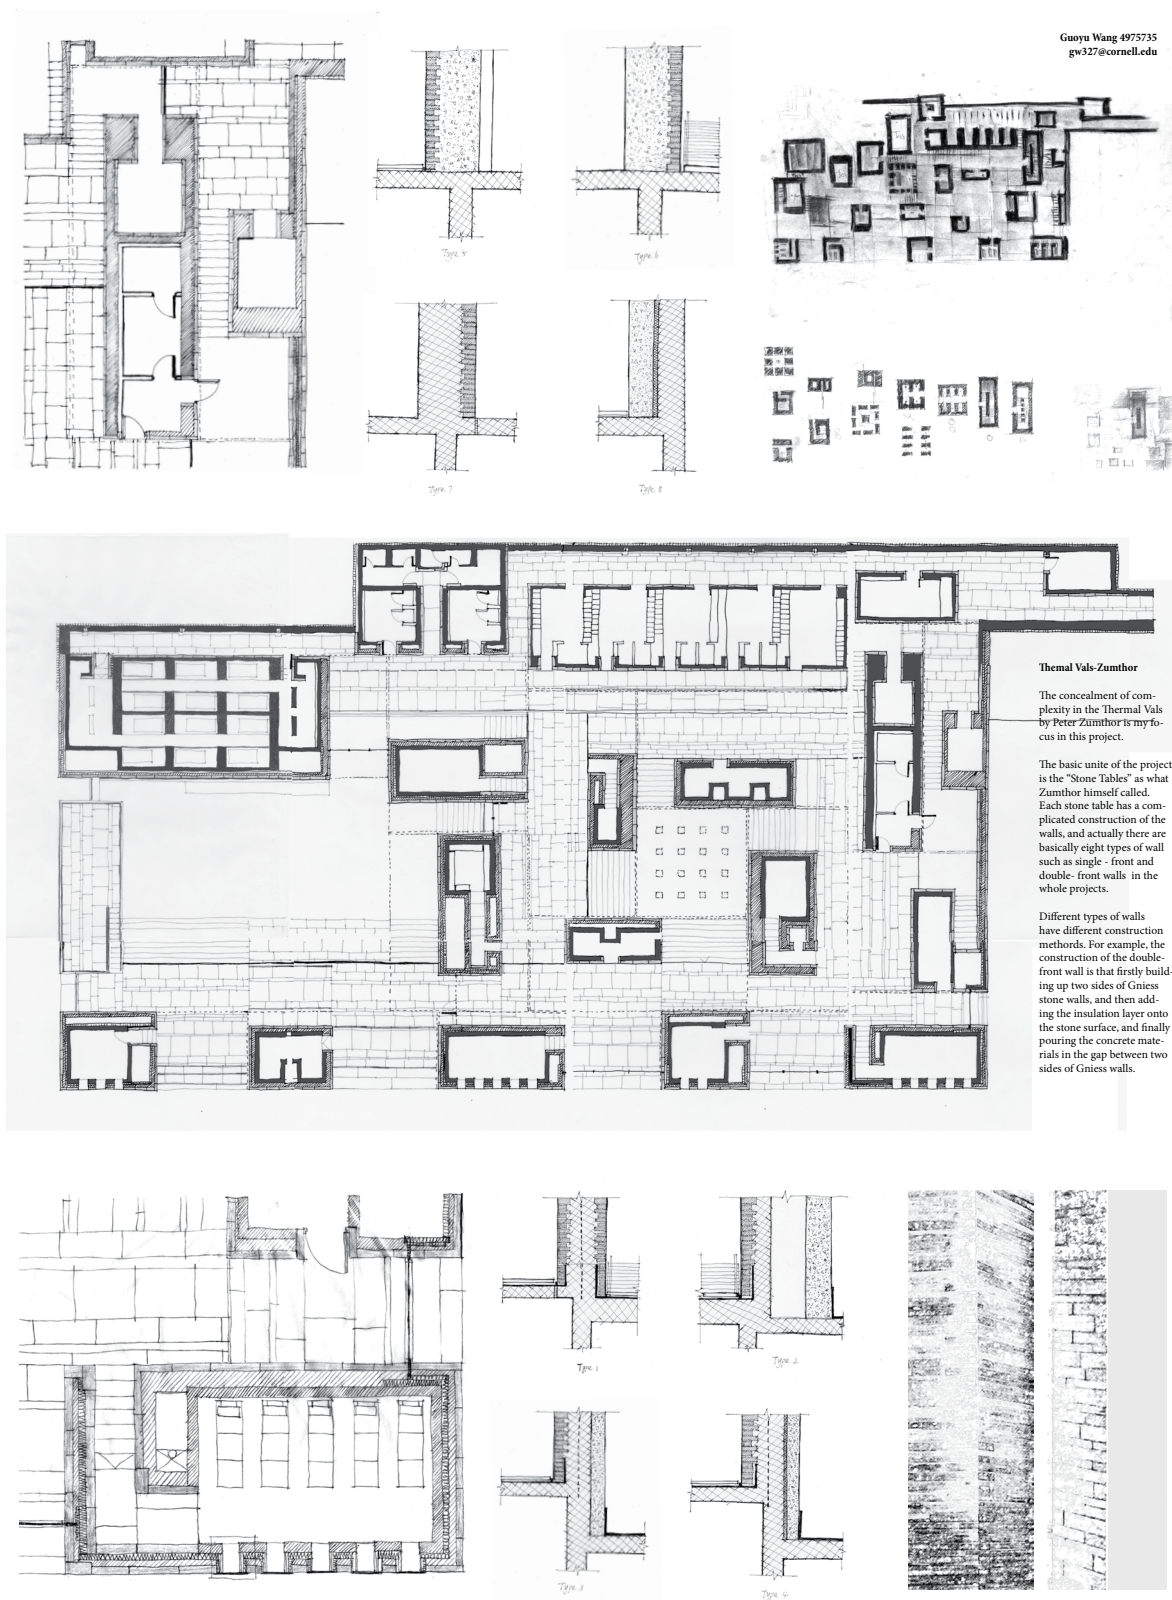 Guoyu Wang 4975735
gw327@cornell.edu
Type 5
Type 6
Type 7
Type 8
Themal Vals-Zumthor
The concealment of com-
plexity in the Thermal Vals
by Peter Zumthor is my fo-
cus in this project.
The basic unite of the project
is the “Stone Tables” as what
Zumthor himself called.
Each stone table has a com-
plicated construction of the
walls, and actually there are
basically eight types of wall
such as single - front and
double- front walls in the
whole projects.
Different types of walls
have different construction
methords. For example, the
construction of the double-
front wall is that firstly build-
ing up two sides of Gniess
stone walls, and then add-
ing the insulation layer onto
the stone surface, and finally
pouring the concrete mate-
rials in the gap between two
sides of Gniess walls.
Type 1
Type 2
Type 3
Type 4